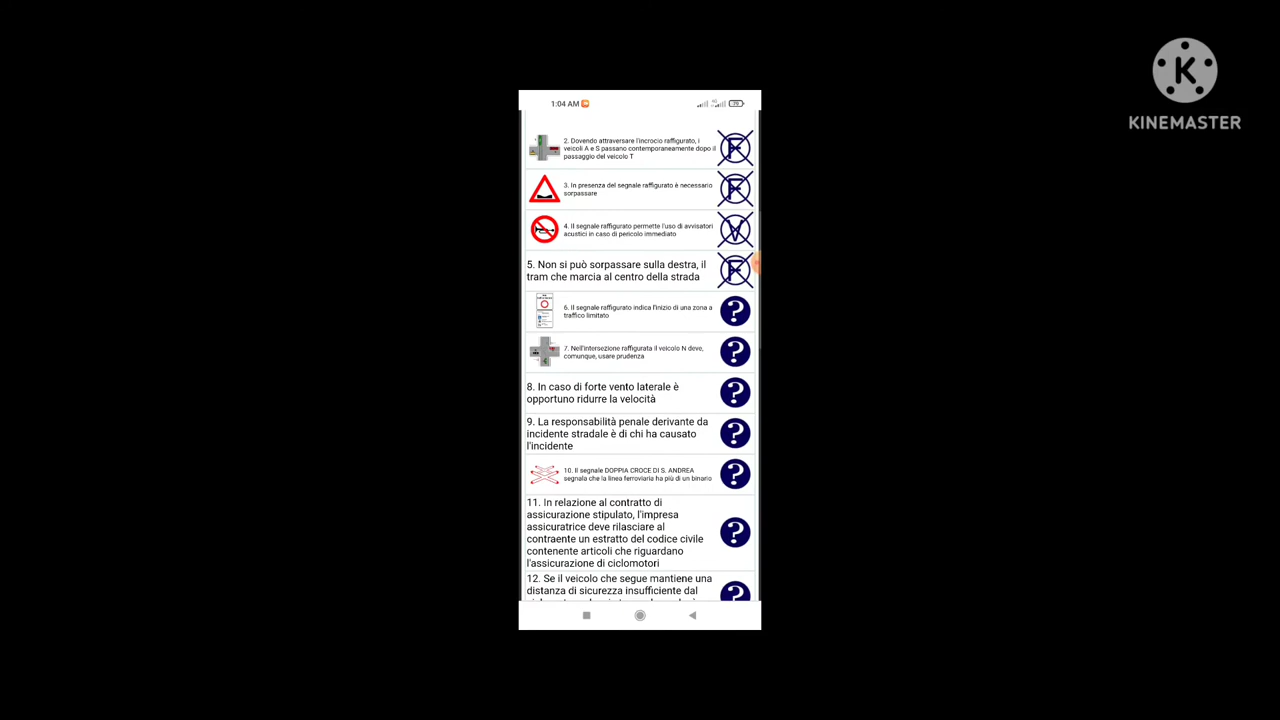 KINEMASTER
1:04 AM
2. Dovendo attraversare l'incrocio raffigurato, i
veicoli A e S passano contemporaneamente dopo il
passaggio del veicolo T
F
3. In presenza del segnale raffigurato è necessario
sorpassare
F
4. Il segnale raffigurato permette l'uso di avvisatori
acustici in caso di pericolo immediato
V
5. Non si può sorpassare sulla destra, il
tram che marcia al centro della strada
F
6. Il segnale raffigurato indica l'inizio di una zona a
traffico limitato
?
7. Nell'intersezione raffigurata il veicolo N deve,
comunque, usare prudenza
?
8. In caso di forte vento laterale è
opportuno ridurre la velocità
?
9. La responsabilità penale derivante da
incidente stradale è di chi ha causato
l'incidente
?
10. Il segnale DOPPIA CROCE DI S. ANDREA
segnala che la linea ferroviaria ha più di un binario
?
11. In relazione al contratto di
assicurazione stipulato, l'impresa
assicuratrice deve rilasciare al
contraente un estratto del codice civile
contenente articoli che riguardano
l'assicurazione di ciclomotori
?
12. Se il veicolo che segue mantiene una
distanza di sicurezza insufficiente dal
?